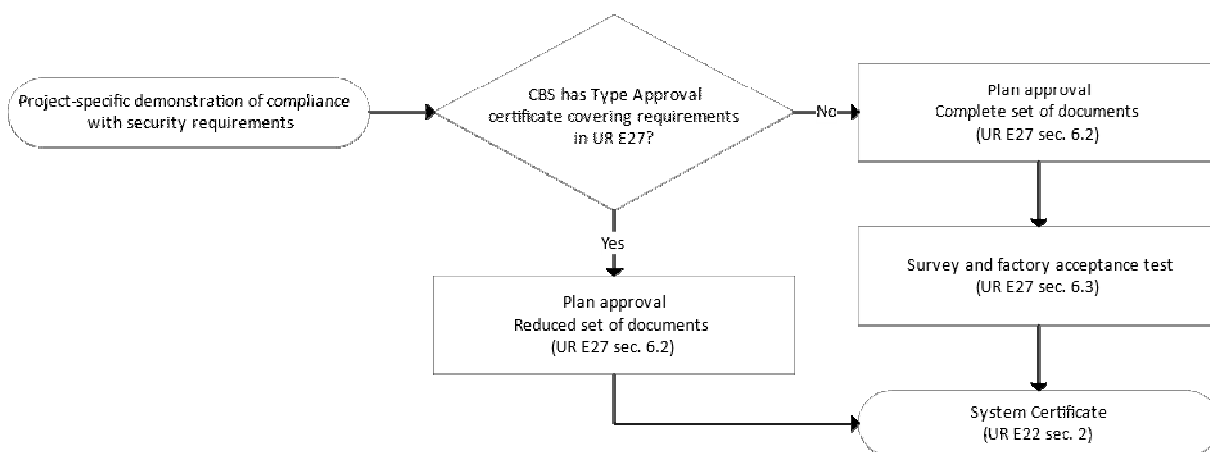 Project-specific demonstration of compliance
with security requirements
CBS has Type Approval
certificate covering requirements
in UR E27?
No
Plan approval
Complete set of documents
(UR E27 sec. 6.2)
Yes
Survey and factory acceptance test
(UR E27 sec. 6.3)
Plan approval
Reduced set of documents
(UR E27 sec. 6.2)
System Certificate
(UR E22 sec. 2)